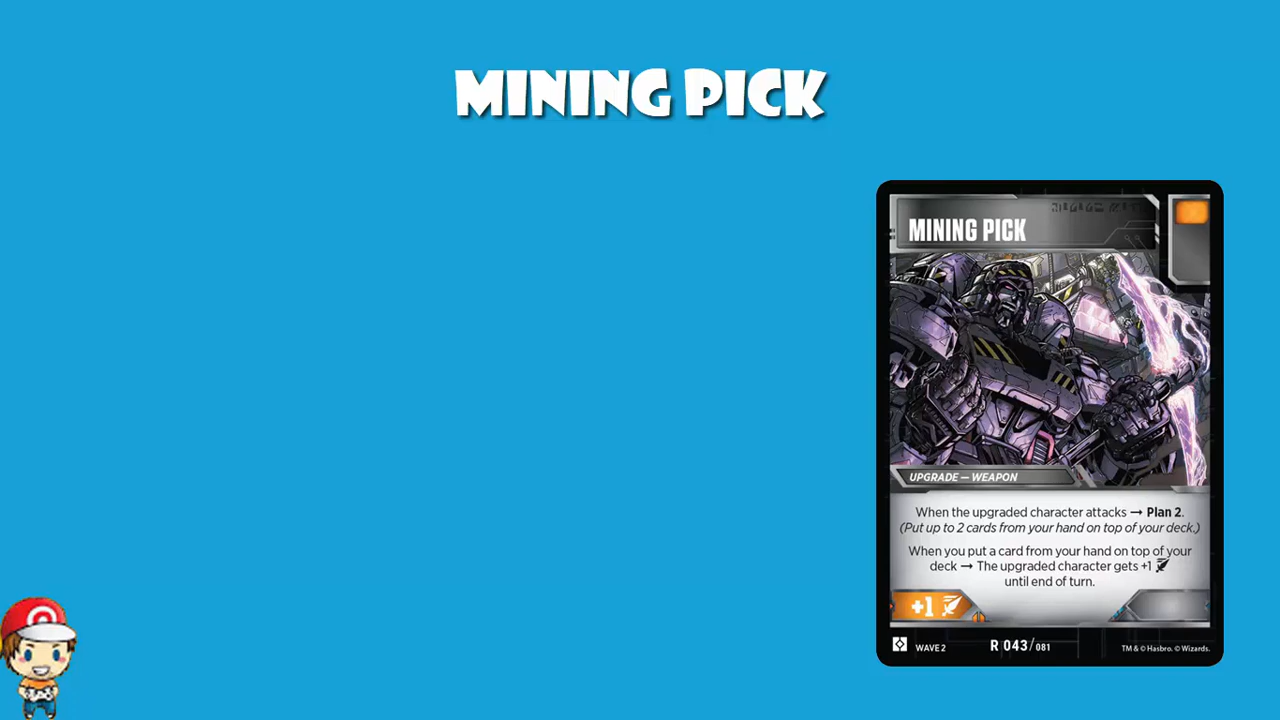 MINING PICK
MINING PICK
UPGRADE — WEAPON
When the upgraded character attacks → Plan 2.
(Put up to 2 cards from your hand on top of your deck.)
When you put a card from your hand on top of your
deck → The upgraded character gets +1
until end of turn.
+1
WAVE 2
R 043/081
TM & © Hasbro. © Wizards.